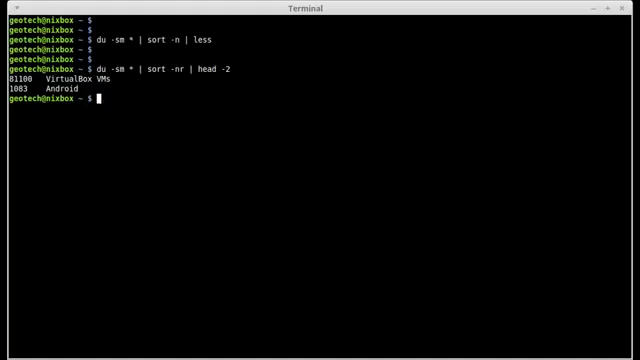 Terminal
geotech@nixbox ~ $
geotech@nixbox ~ $
geotech@nixbox ~ $ du -sm * | sort -n | less
geotech@nixbox ~ $
geotech@nixbox ~ $
geotech@nixbox ~ $ du -sm * | sort -nr | head -2
81100 VirtualBox VMs
1083 Android
geotech@nixbox ~ $